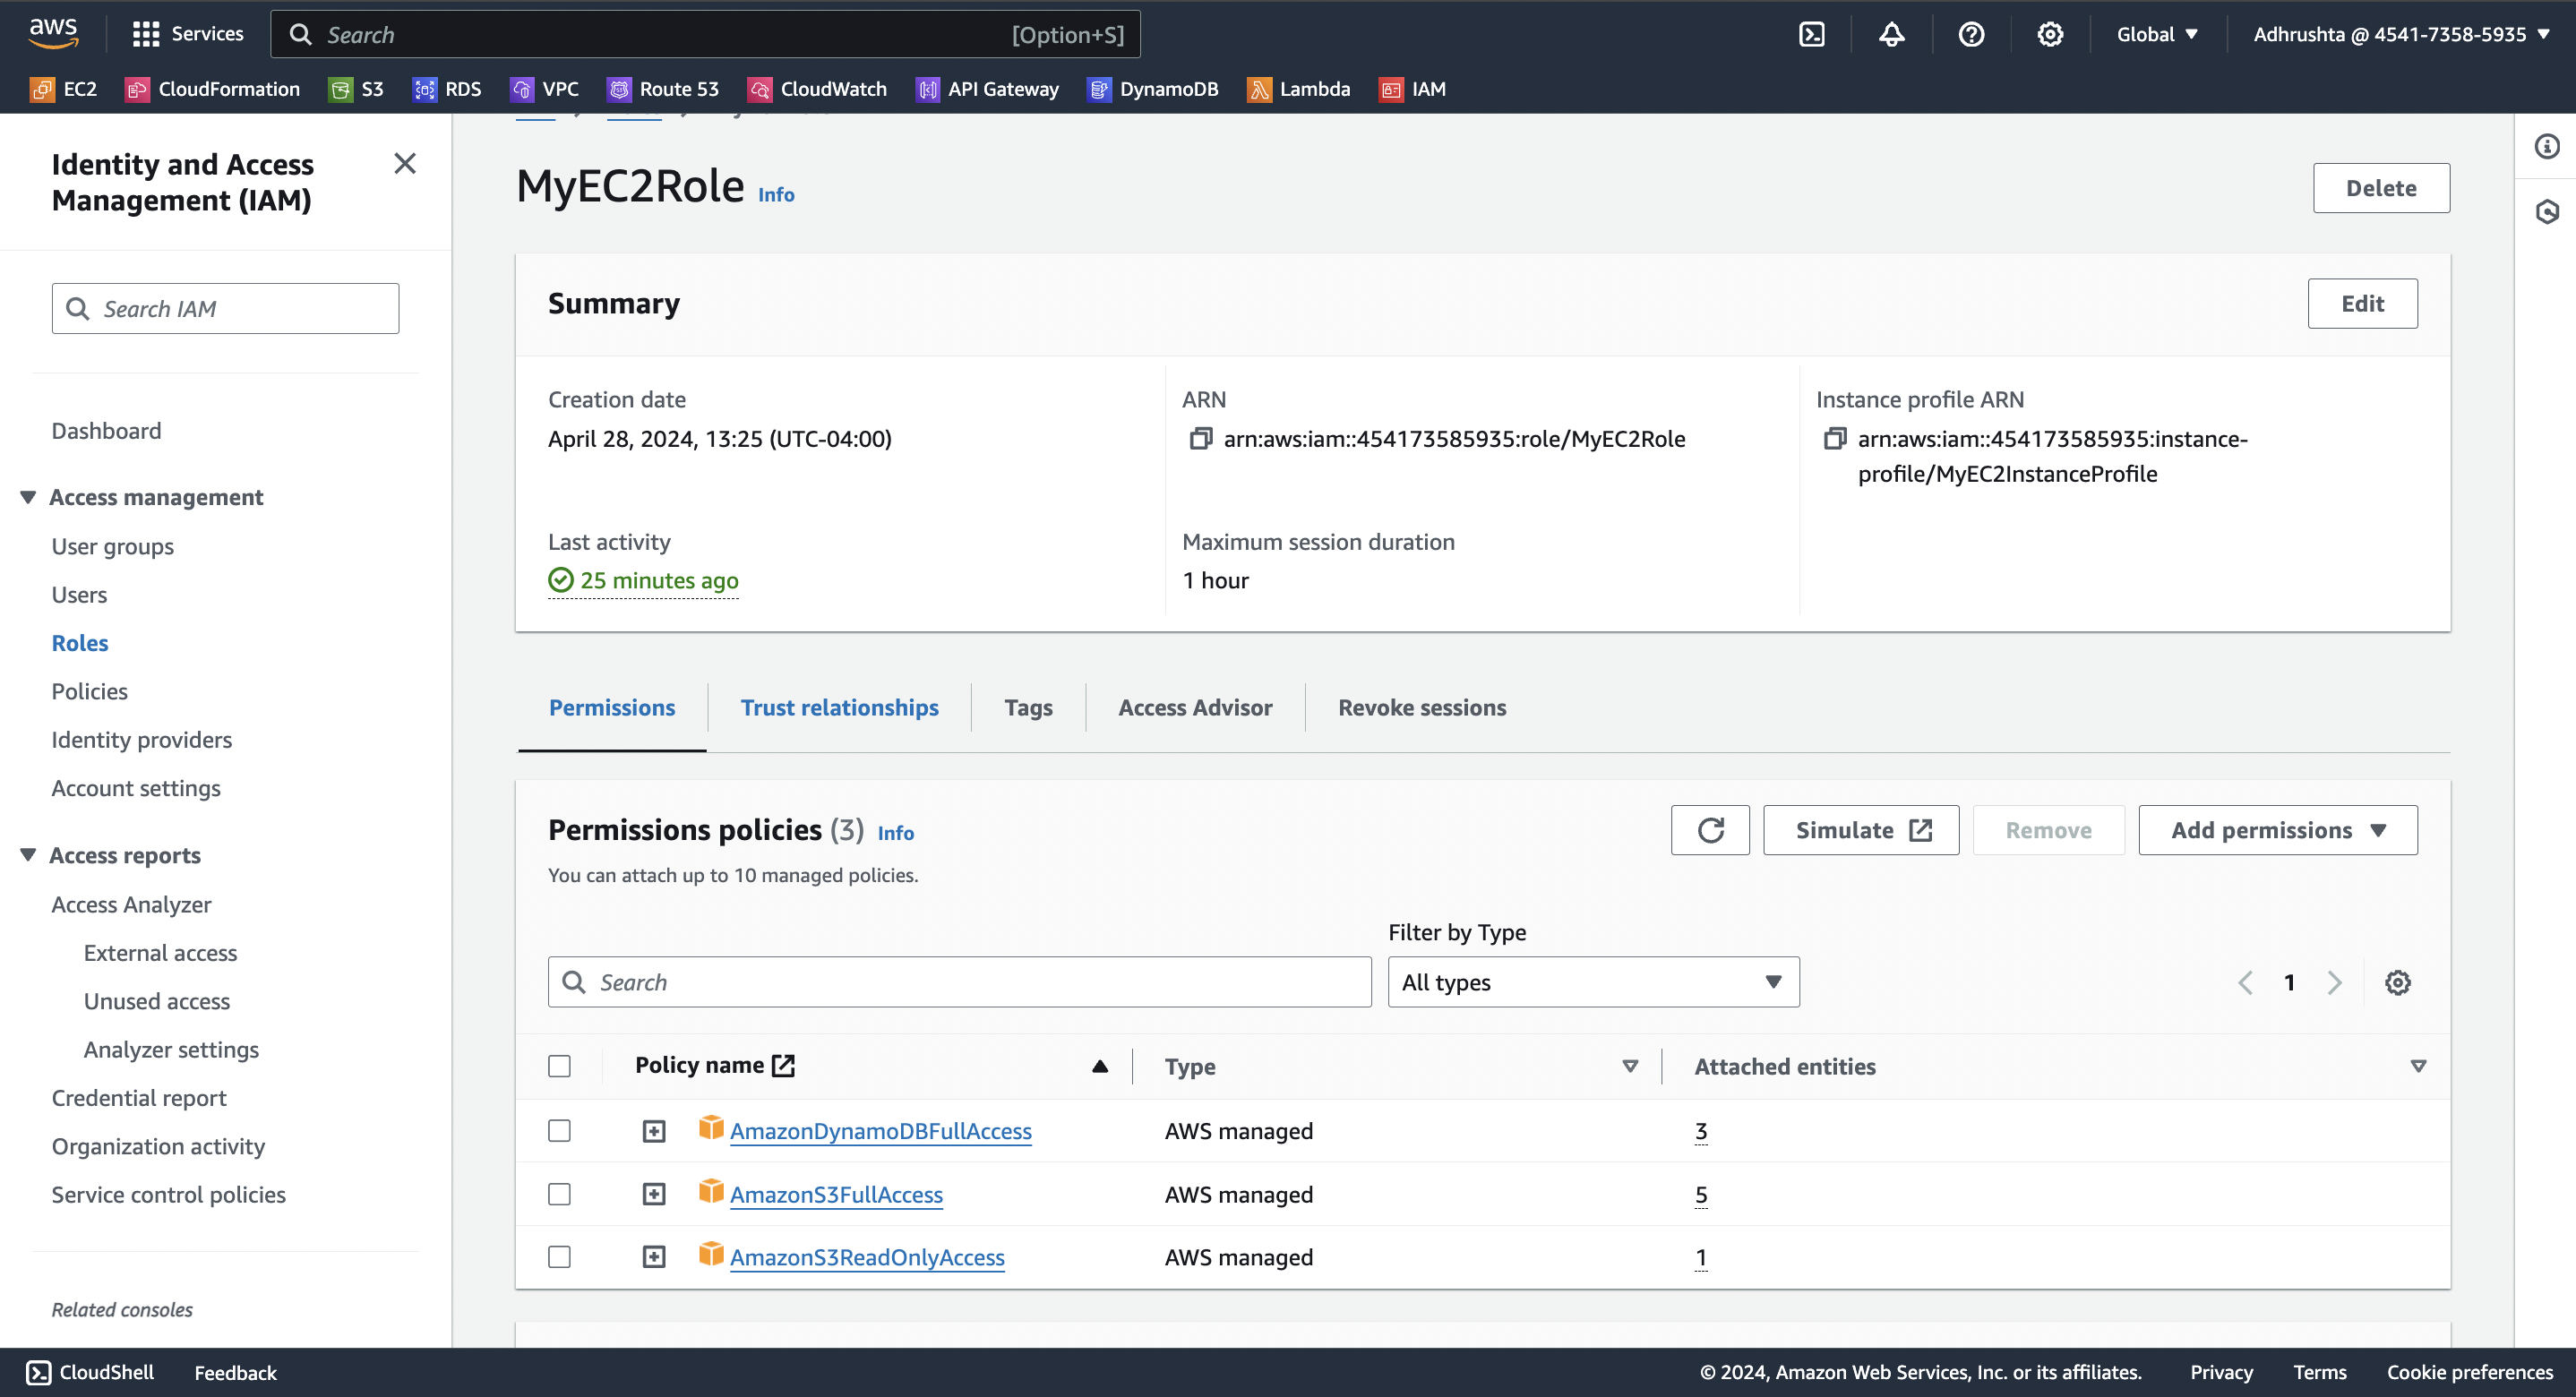 aws
Services
Search
[Option+S]
Global
Adhrushta @ 4541-7358-5935
EC2
CloudFormation
S3
RDS
VPC
Route 53
CloudWatch
API Gateway
DynamoDB
Lambda
IAM
Identity and Access
Management (IAM)
Search IAM
Dashboard
Access management
User groups
Users
Roles
Policies
Identity providers
Account settings
Access reports
Access Analyzer
External access
Unused access
Analyzer settings
Credential report
Organization activity
Service control policies
Related consoles
MyEC2Role Info
Delete
Summary
Edit
Creation date
April 28, 2024, 13:25 (UTC-04:00)
ARN
arn:aws:iam::454173585935:role/MyEC2Role
Instance profile ARN
arn:aws:iam::454173585935:instance-
profile/MyEC2InstanceProfile
Last activity
25 minutes ago
Maximum session duration
1 hour
Permissions
Trust relationships
Tags
Access Advisor
Revoke sessions
Permissions policies (3) Info
You can attach up to 10 managed policies.
Simulate
Remove
Add permissions
Filter by Type
Search
All types
1
Policy name
Type
Attached entities
AmazonDynamoDBFullAccess
AWS managed
3
AmazonS3FullAccess
AWS managed
5
AmazonS3ReadOnlyAccess
AWS managed
1
CloudShell
Feedback
© 2024, Amazon Web Services, Inc. or its affiliates.
Privacy
Terms
Cookie preferences